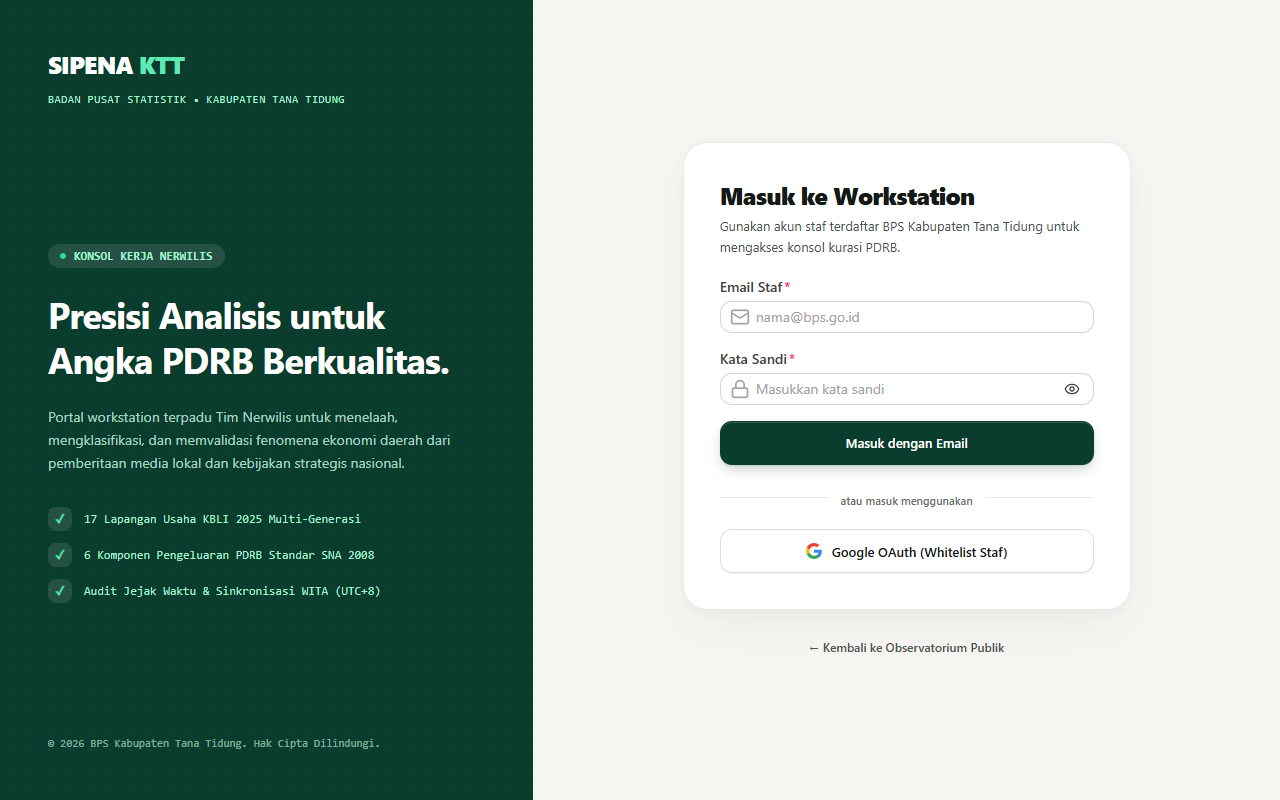 SIPENA KTT
BADAN PUSAT STATISTIK • KABUPATEN TANA TIDUNG
KONSOL KERJA NERWILIS
Presisi Analisis untuk
Angka PDRB Berkualitas.
Portal workstation terpadu Tim Nerwilis untuk menelaah,
mengklasifikasi, dan memvalidasi fenomena ekonomi daerah dari
pemberitaan media lokal dan kebijakan strategis nasional.
17 Lapangan Usaha KBLI 2025 Multi-Generasi
6 Komponen Pengeluaran PDRB Standar SNA 2008
Audit Jejak Waktu & Sinkronisasi WITA (UTC+8)
© 2026 BPS Kabupaten Tana Tidung. Hak Cipta Dilindungi.
Masuk ke Workstation
Gunakan akun staf terdaftar BPS Kabupaten Tana Tidung untuk
mengakses konsol kurasi PDRB.
Email Staf *
nama@bps.go.id
Kata Sandi *
Masukkan kata sandi
Masuk dengan Email
atau masuk menggunakan
Google OAuth (Whitelist Staf)
← Kembali ke Observatorium Publik